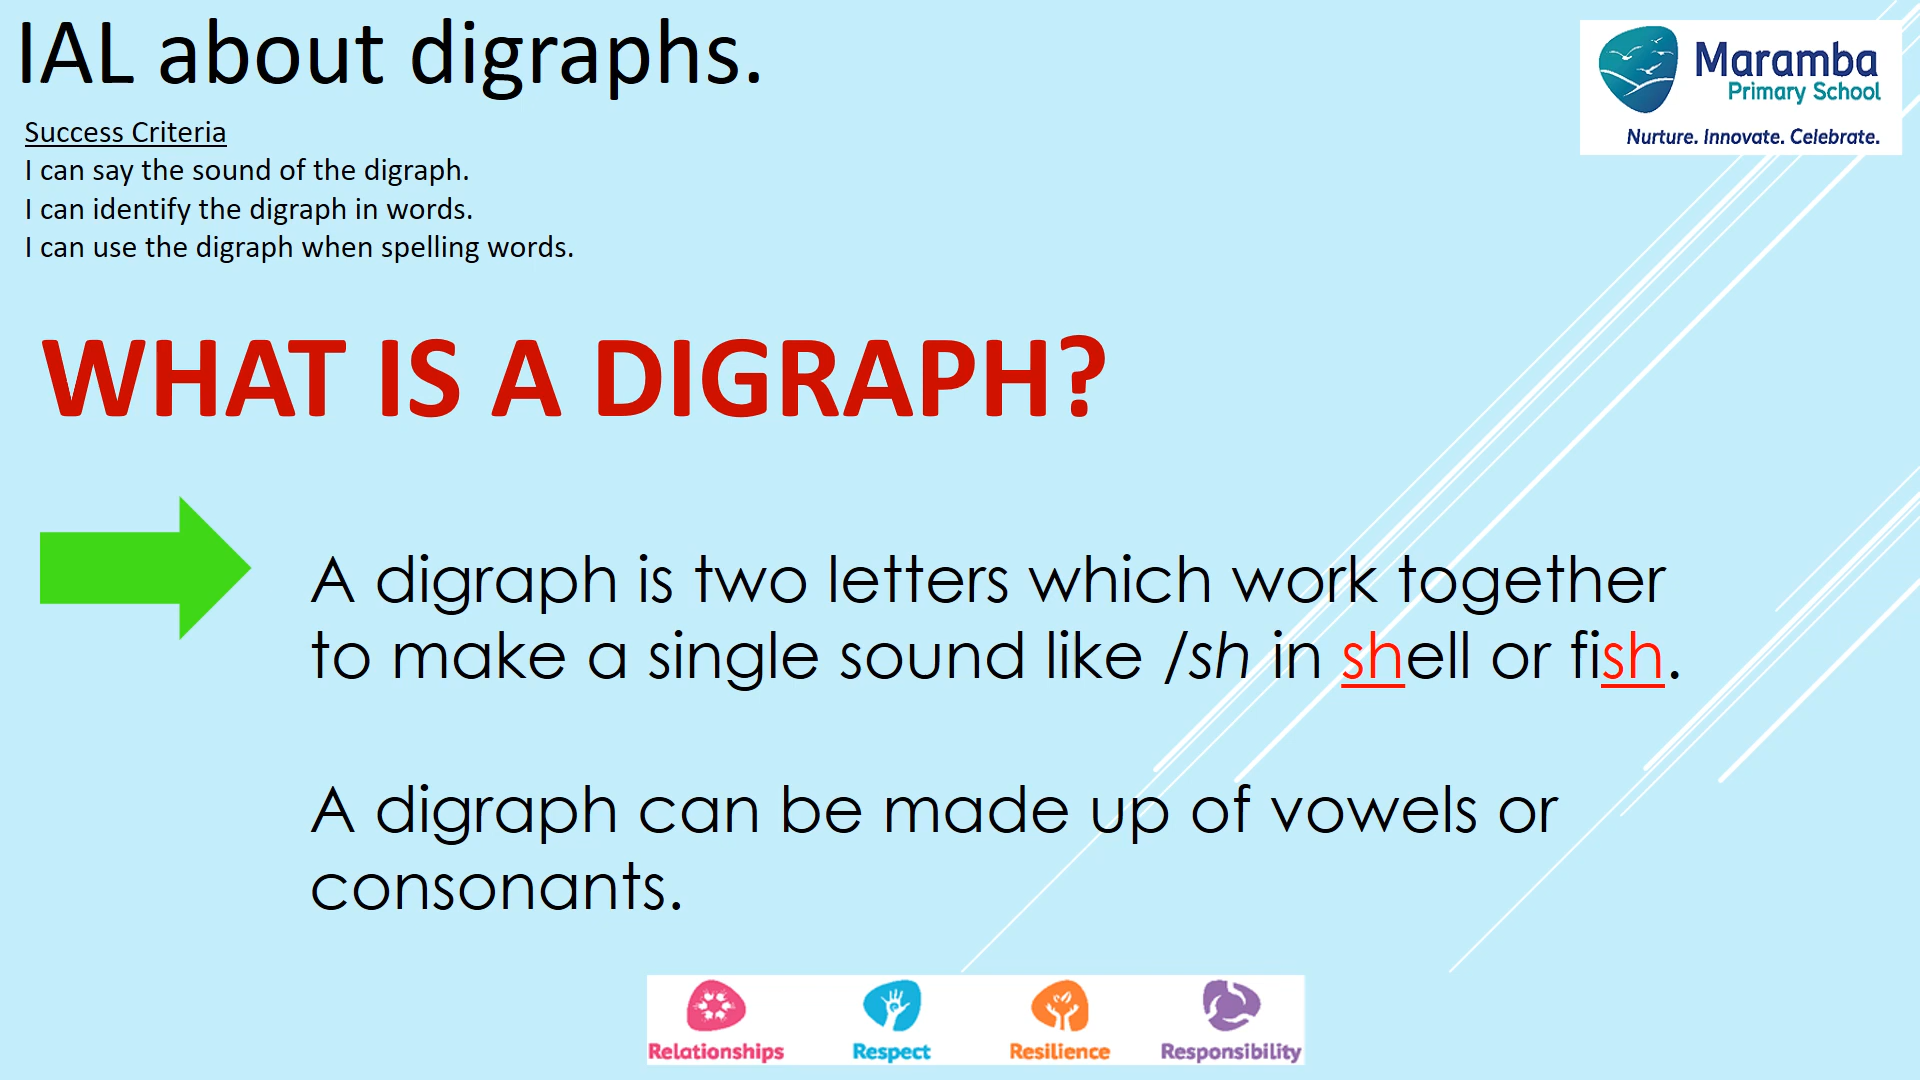 IAL about digraphs.
Maramba
Primary School
Nurture. Innovate. Celebrate.
Success Criteria
I can say the sound of the digraph.
I can identify the digraph in words.
I can use the digraph when spelling words.
WHAT IS A DIGRAPH?
A digraph is two letters which work together
to make a single sound like /sh in shell or fish.
A digraph can be made up of vowels or
consonants.
Relationships Respect Resilience Responsibility